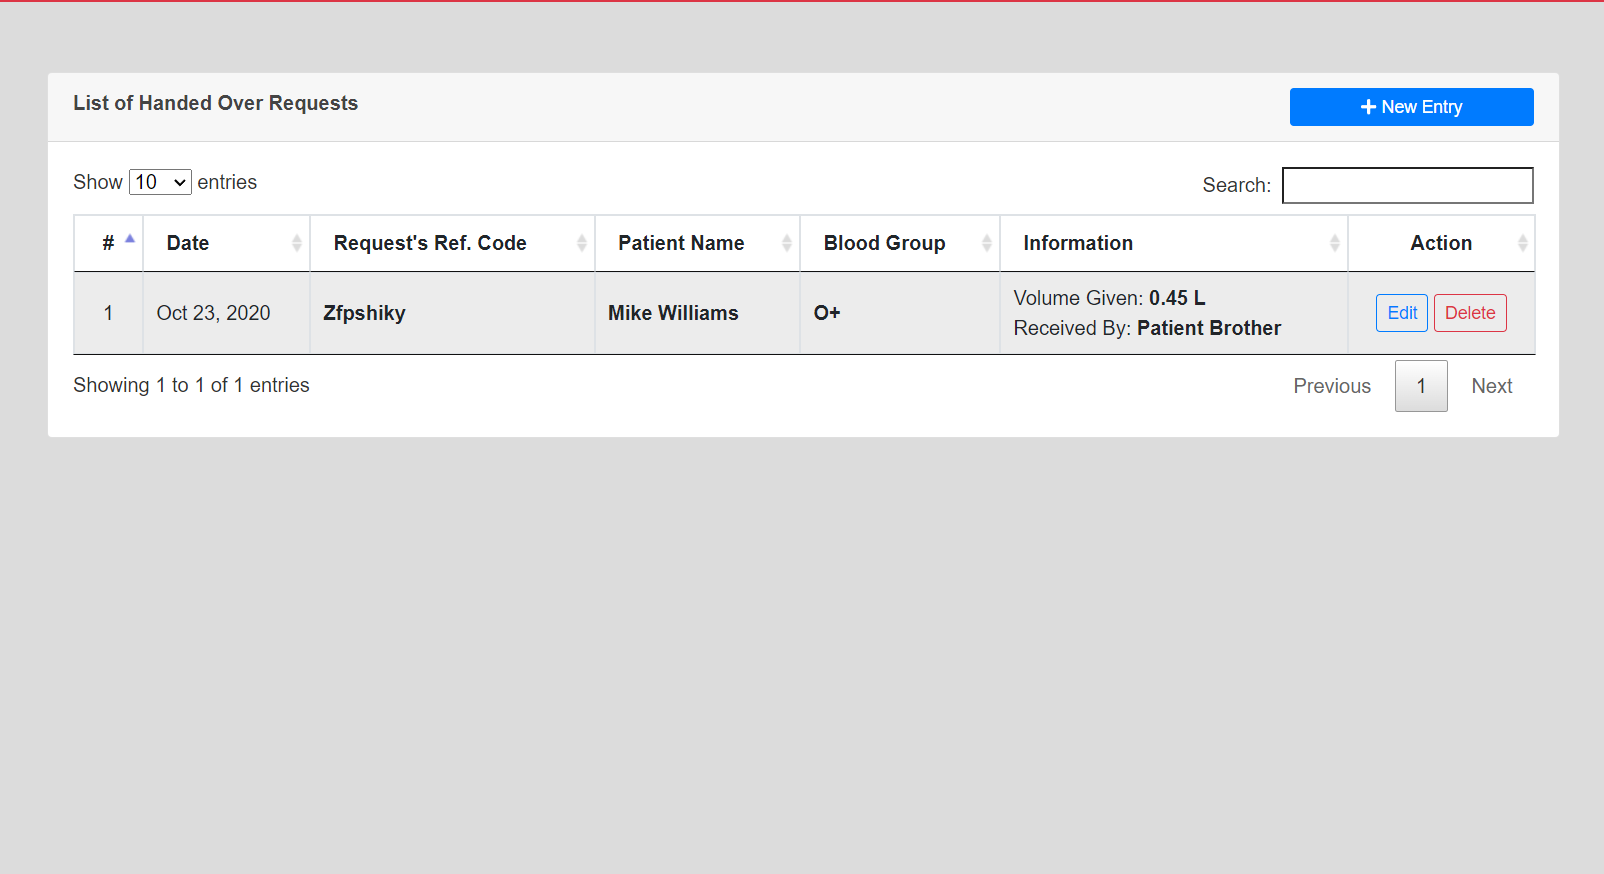 List of Handed Over Requests
New Entry
Show 10 entries
Search:
# Date Request's Ref. Code Patient Name Blood Group Information Action
1 Oct 23, 2020 Zfpshiky Mike Williams O+ Volume Given: 0.45 L
Received By: Patient Brother
Edit Delete
Showing 1 to 1 of 1 entries
Previous 1 Next